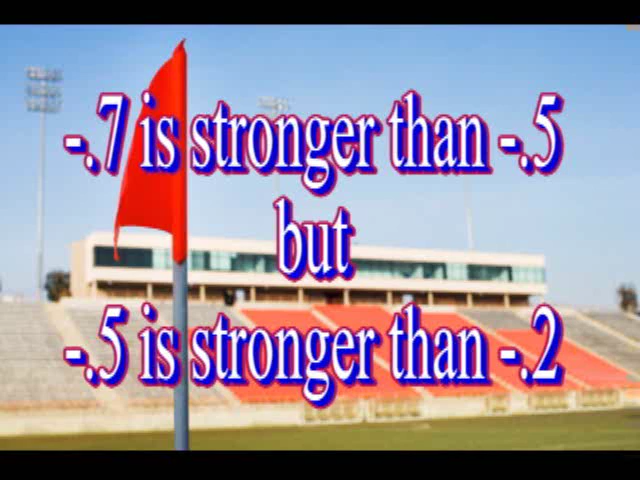 -.7 is stronger than -.5
but
-.5 is stronger than -.2